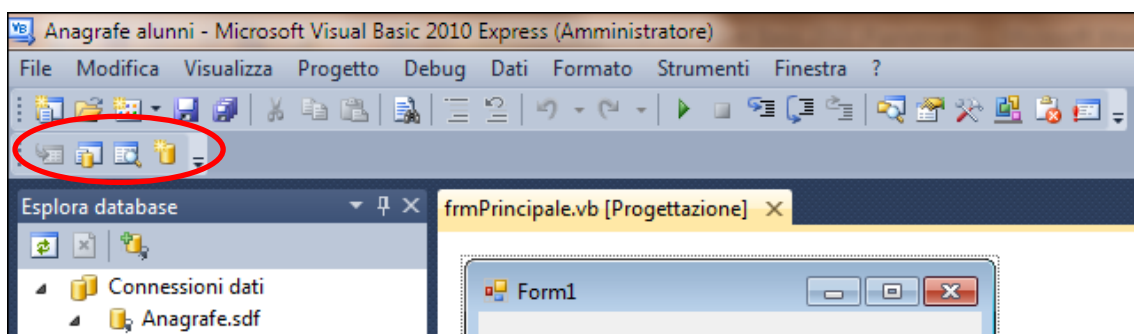 Anagrafe alunni - Microsoft Visual Basic 2010 Express (Amministratore)
File Modifica Visualizza Progetto Debug Dati Formato Strumenti Finestra ?
Esplora database
frmPrincipale.vb [Progettazione]
Connessioni dati
Form1
Anagrafe.sdf